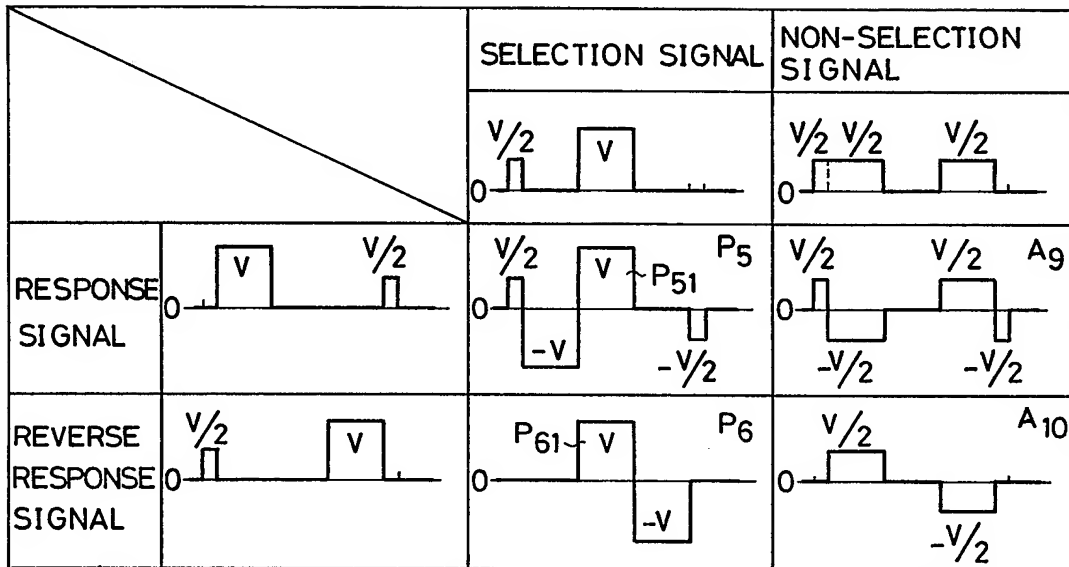 SELECTION SIGNAL
NON-SELECTION
SIGNAL
V/2
V
0
V/2 V/2 V/2
0
RESPONSE
SIGNAL
V
V/2
0
V/2
V
P5
P51
0
-V
-V/2
V/2
V/2
A9
0
-V/2
-V/2
REVERSE
RESPONSE
SIGNAL
V/2
V
0
P61
V
P6
0
-V
V/2
A10
0
-V/2